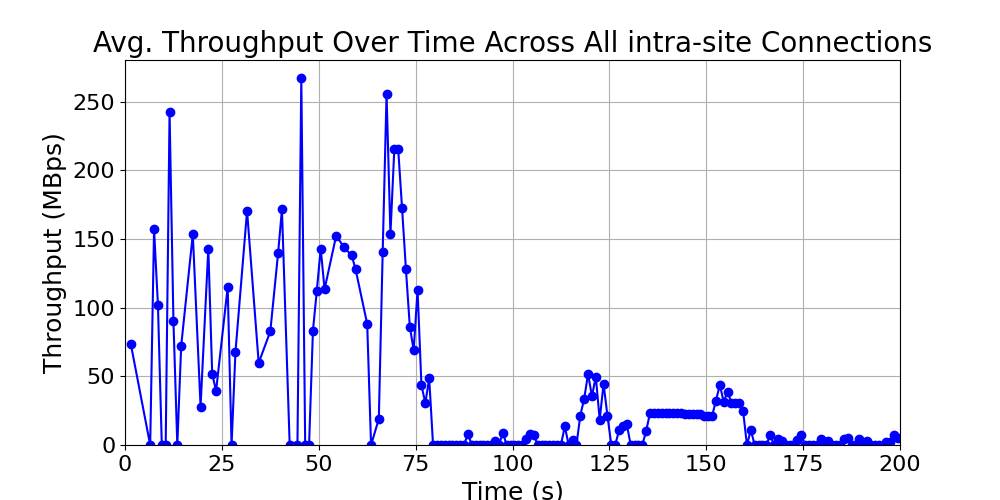 Avg. Throughput Over Time Across All intra-site Connections
Throughput (MBps)
250
200
150
100
50
0
0 25 50 75 100 125 150 175 200
Time (s)